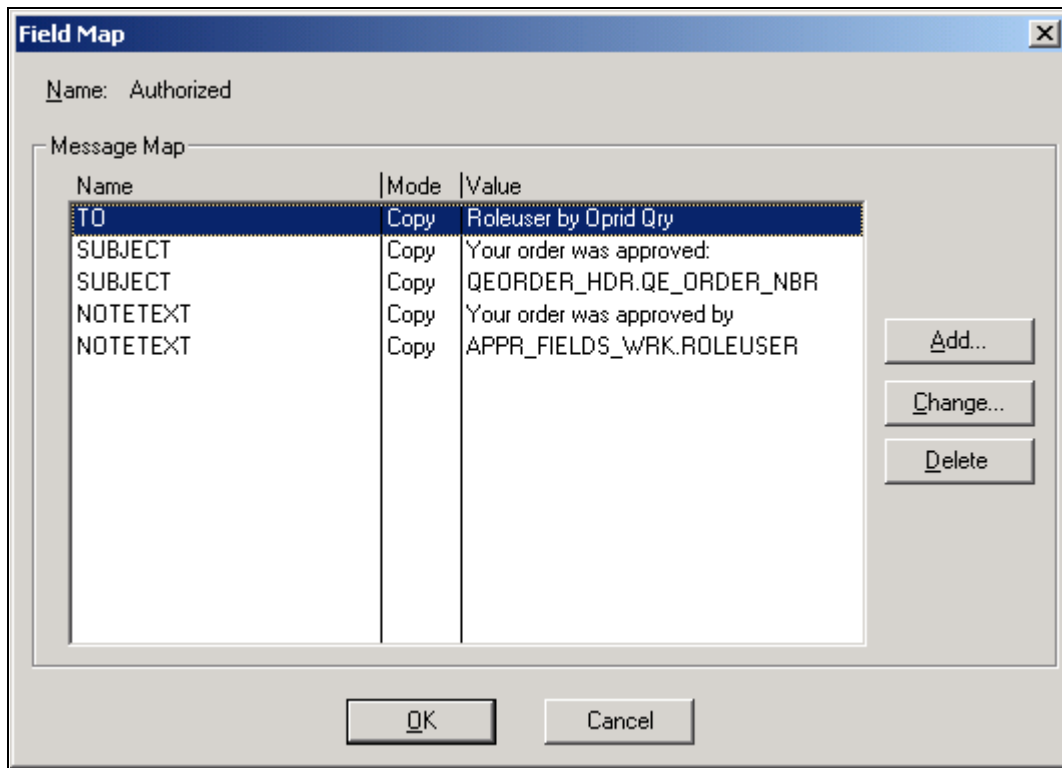 Field Map
Name: Authorized
Message Map
Name Mode Value
TO Copy Roleuser by Oprid Qry
SUBJECT Copy Your order was approved:
SUBJECT Copy QEORDER_HDR.QE_ORDER_NBR
NOTETEXT Copy Your order was approved by
NOTETEXT Copy APPR_FIELDS_WRK.ROLEUSER
Add...
Change...
Delete
OK Cancel